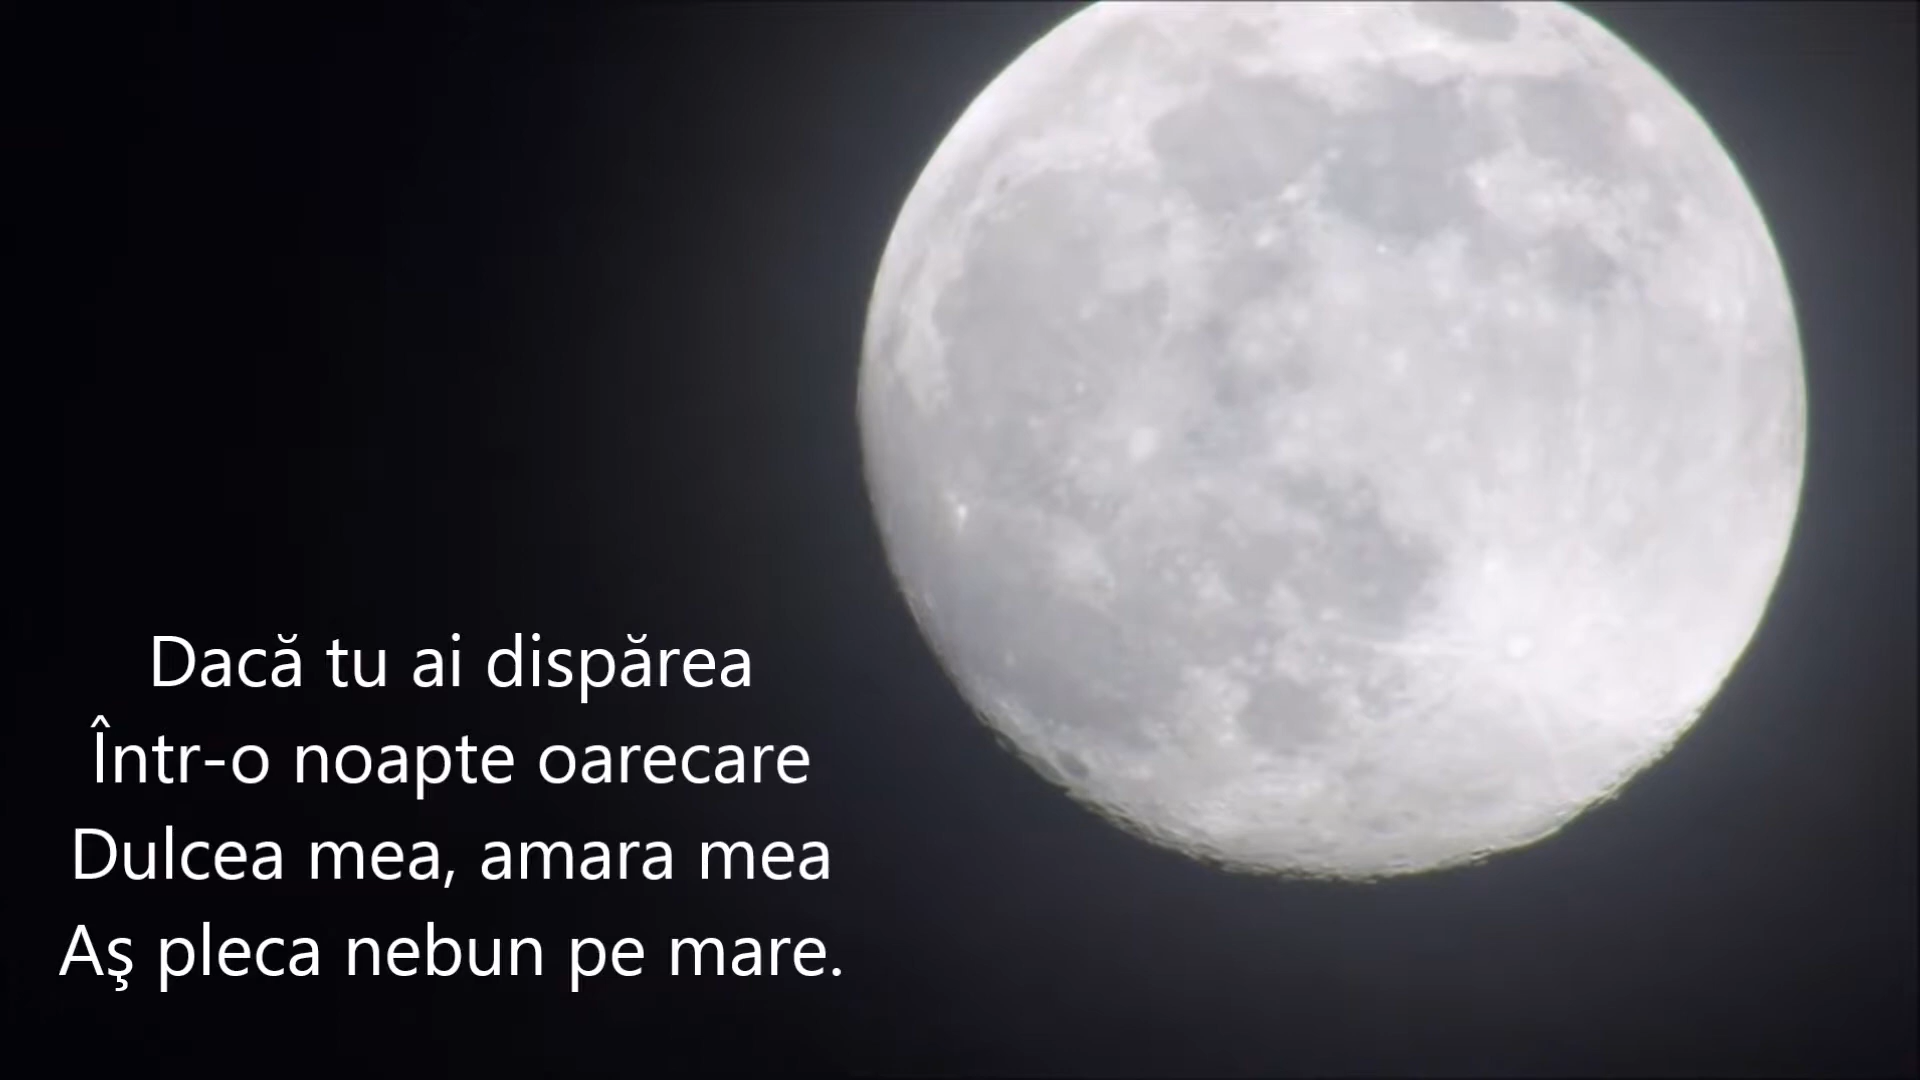 Dacă tu ai dispărea
Într-o noapte oarecare
Dulcea mea, amara mea
Aş pleca nebun pe mare.